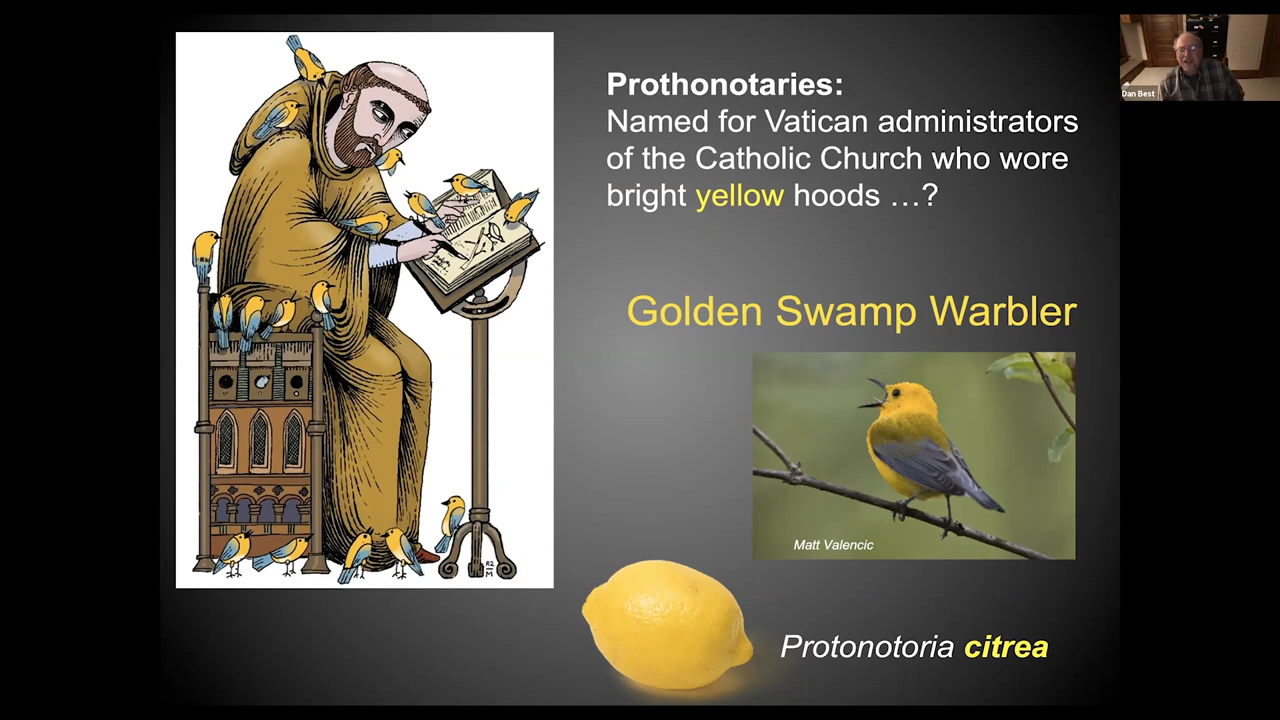 Prothonotaries:
Named for Vatican administrators
of the Catholic Church who wore
bright yellow hoods …?
Golden Swamp Warbler
Matt Valencic
Protonotoria citrea
Dan Best